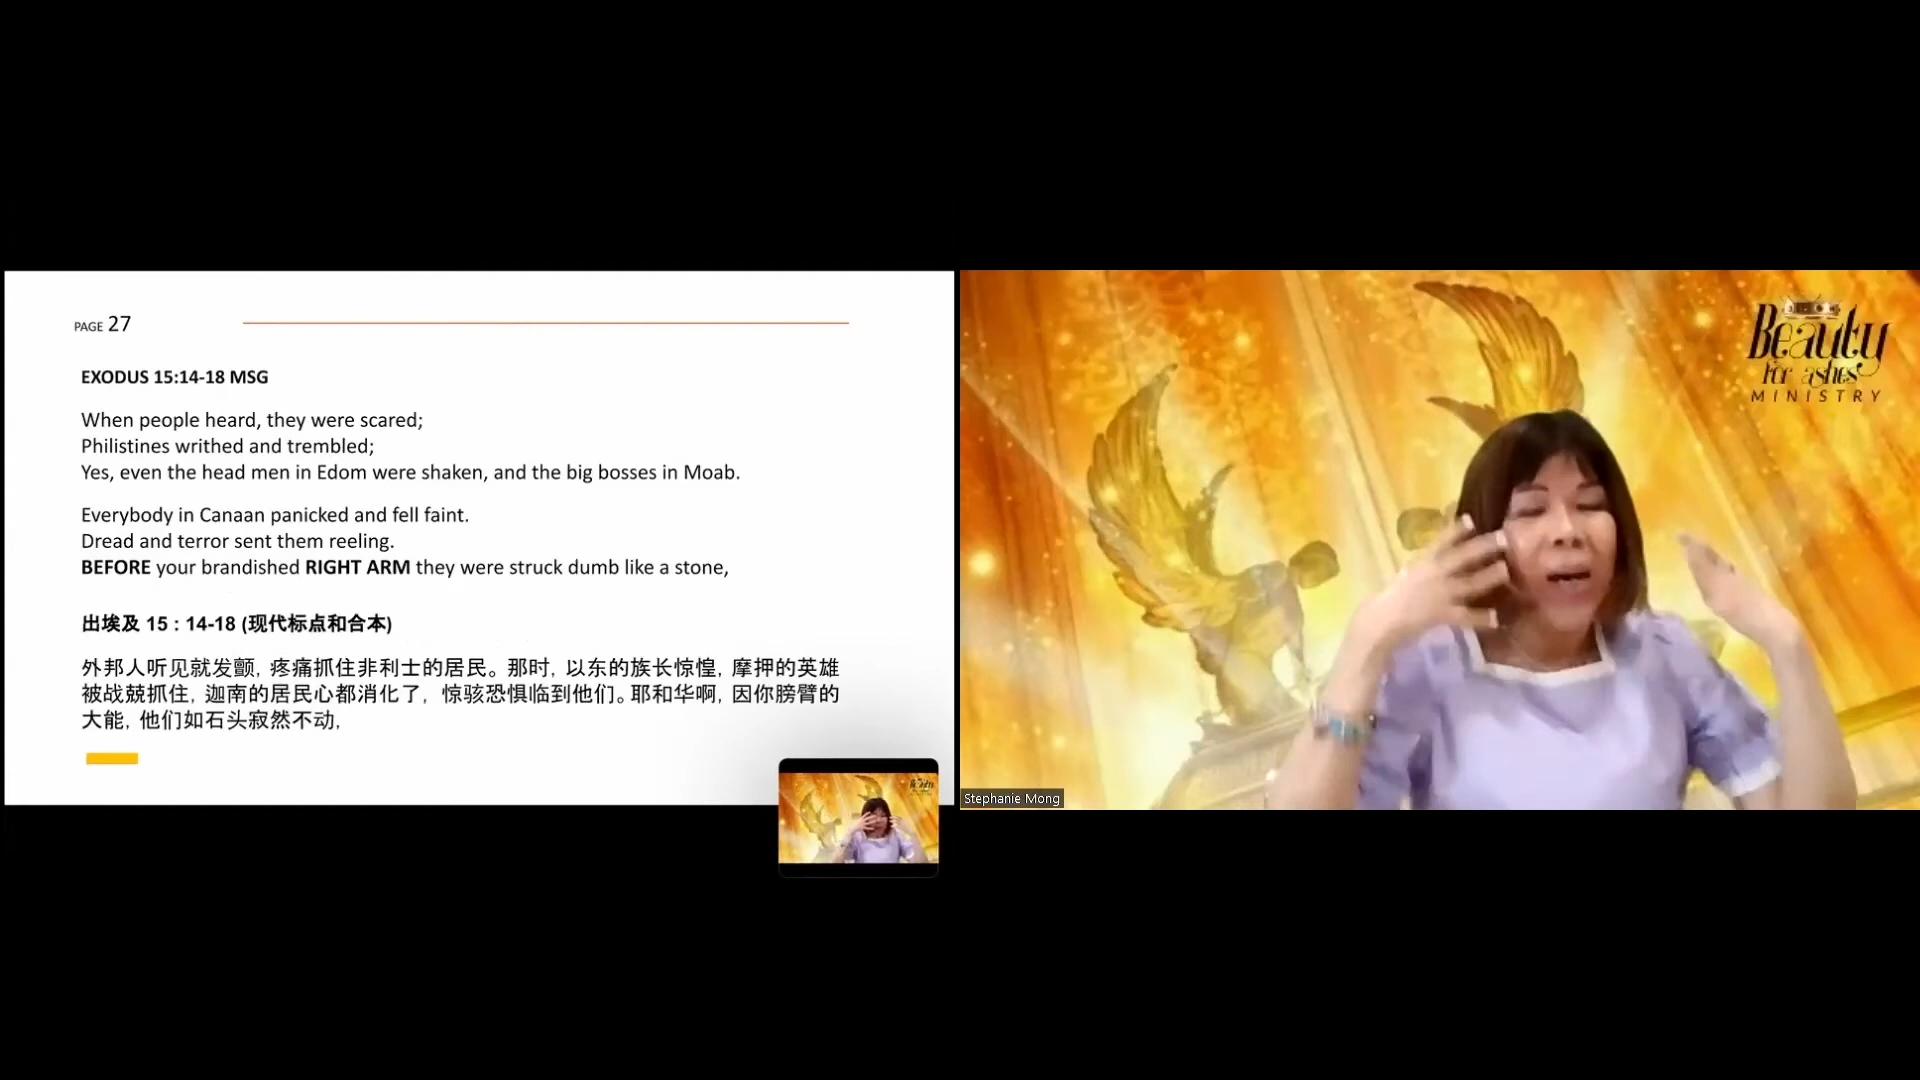 PAGE 27
EXODUS 15:14-18 MSG
When people heard, they were scared;
Philistines writhed and trembled;
Yes, even the head men in Edom were shaken, and the big bosses in Moab.
Everybody in Canaan panicked and fell faint.
Dread and terror sent them reeling.
BEFORE your brandished RIGHT ARM they were struck dumb like a stone,
出埃及 15 : 14-18 (现代标点和合本)
外邦人听见就发颤, 疼痛抓住非利士的居民。那时, 以东的族长惊惶, 摩押的英雄
被战兢抓住, 迦南的居民心都消化了, 惊骇恐惧临到他们。耶和华啊, 因你膀臂的
大能, 他们如石头寂然不动,
Beauty
for ashes
MINISTRY
Stephanie Mong